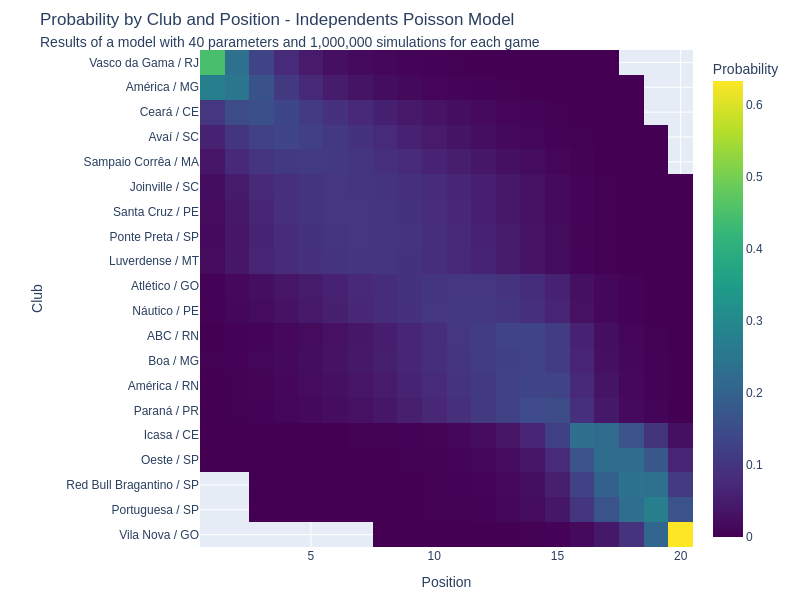 Probability by Club and Position - Independents Poisson Model
Results of a model with 40 parameters and 1,000,000 simulations for each game
Probability
Vasco da Gama / RJ
América / MG
Ceará / CE
Avaí / SC
Sampaio Corrêa / MA
Joinville / SC
Santa Cruz / PE
Ponte Preta / SP
Luverdense / MT
Atlético / GO
Náutico / PE
ABC / RN
Boa / MG
América / RN
Paraná / PR
Icasa / CE
Oeste / SP
Red Bull Bragantino / SP
Portuguesa / SP
Vila Nova / GO
Club
5
10
15
20
Position
0.6
0.5
0.4
0.3
0.2
0.1
0